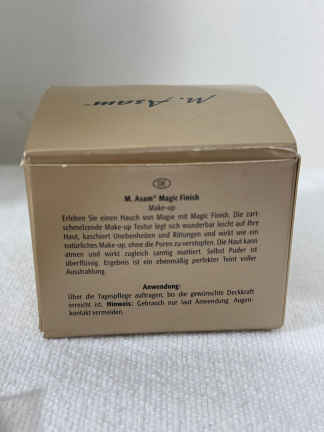 M. Asam™
DE
M. Asam® Magic Finish
Make-up
Erleben Sie einen Hauch von Magie mit Magic Finish. Die zart
schmelzende Make-up Textur legt sich wunderbar leicht auf Ihre
Haut, kaschiert Unebenheiten und Rötungen und wirkt wie ein
natürliches Make-up, ohne die Poren zu verstopfen. Die Haut kann
atmen und wirkt zugleich samtig mattiert. Selbst Puder ist
überflüssig. Ergebnis ist ein ebenmäßig perfekter Teint voller
Ausstrahlung.
Anwendung:
Über die Tagespflege auftragen, bis die gewünschte Deckkraft
erreicht ist. Hinweis: Gebrauch nur laut Anwendung. Augen-
kontakt vermeiden.